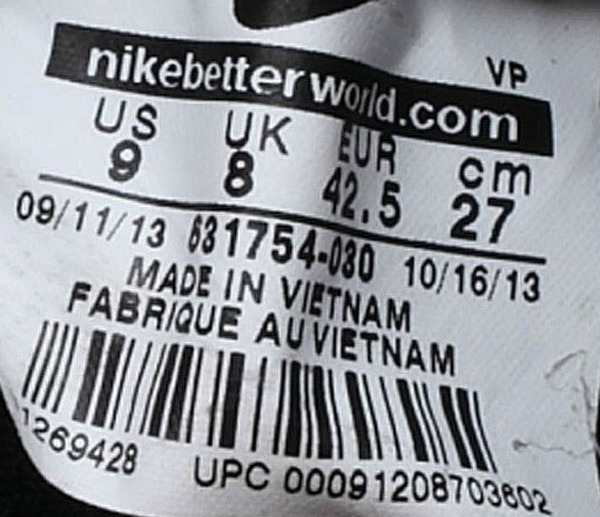 VP
nikebetterworld.com
US UK EUR cm
9 8 42.5 27
09/11/13 631754-030 10/16/13
MADE IN VIETNAM
FABRIQUE AU VIETNAM
1269428 UPC 00091208703602